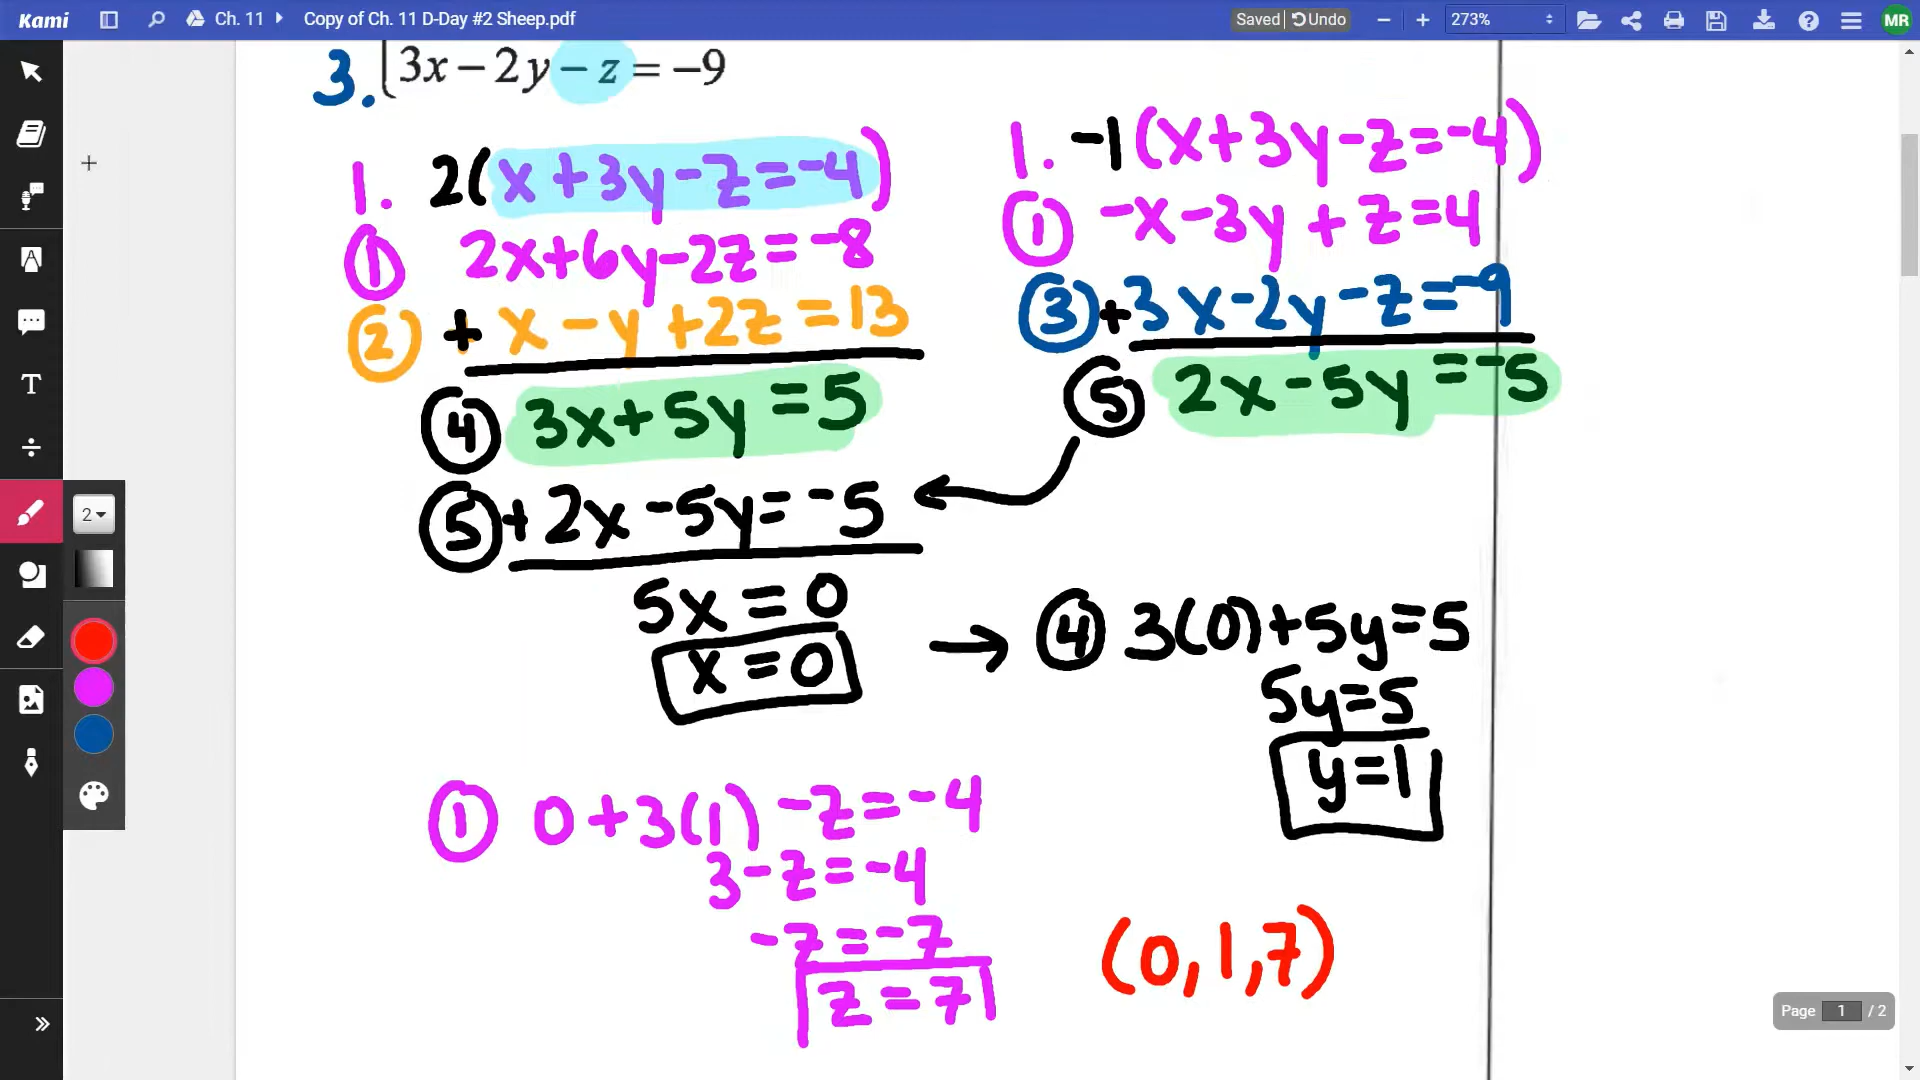 Kami Ch. 11 Copy of Ch. 11 D-Day #2 Sheep.pdf Saved Undo 273% MR
3. 3x − 2y − z = −9
1. 2(x+3y-z=-4)
① 2x+6y-2z=-8
② + x-y+2z=13
④ 3x+5y=5
⑤ +2x-5y=-5
5x=0
x=0
1. -1(x+3y-z=-4)
① -x-3y+z=4
③ +3x-2y-z=-9
⑤ 2x-5y=-5
→ ④ 3(0)+5y=5
5y=5
y=1
① 0+3(1)-z=-4
3-z=-4
-z=-7
z=7
(0,1,7)
2
T
Page 1 / 2